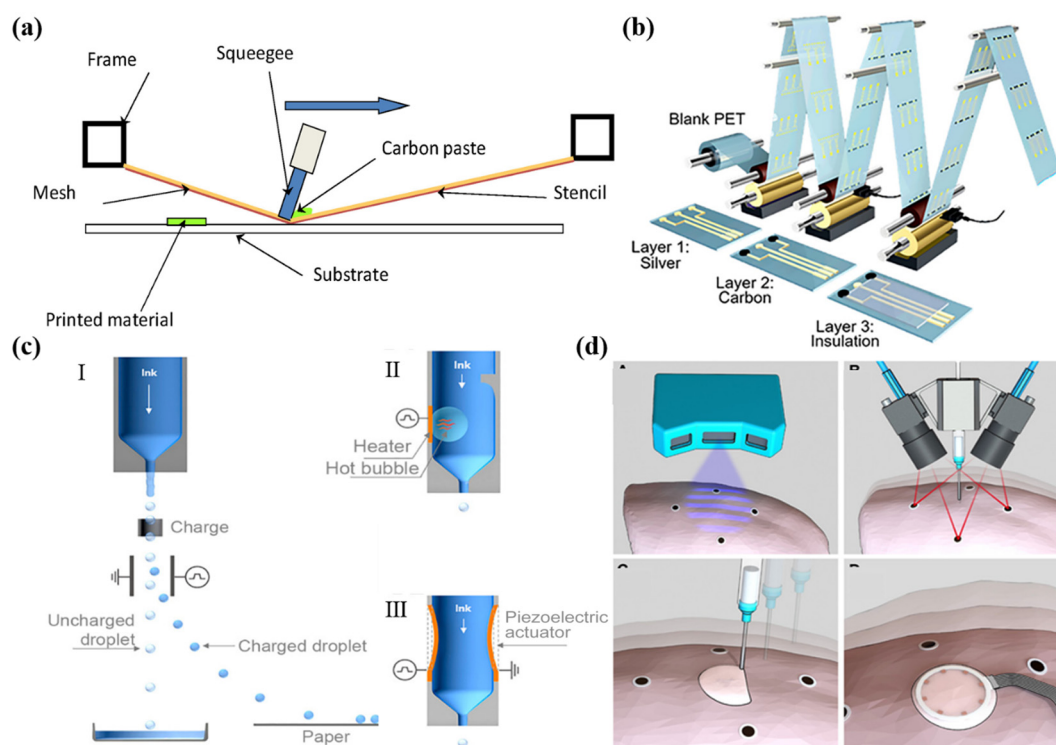 (a)
Frame
Squeegee
Carbon paste
Mesh
Stencil
Substrate
Printed material
(b)
Blank PET
Layer 1:
Silver
Layer 2:
Carbon
Layer 3:
Insulation
(c)
I
Ink
Charge
Uncharged
droplet
Charged droplet
Paper
II
Ink
Heater
Hot bubble
III
Ink
Piezoelectric
actuator
(d)